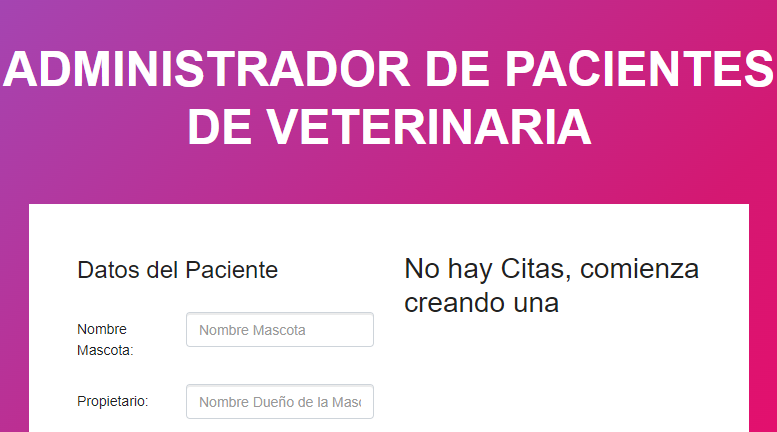 ADMINISTRADOR DE PACIENTES
DE VETERINARIA
Datos del Paciente
Nombre
Mascota:
Nombre Mascota
Propietario:
Nombre Dueño de la
No hay Citas, comienza
creando una